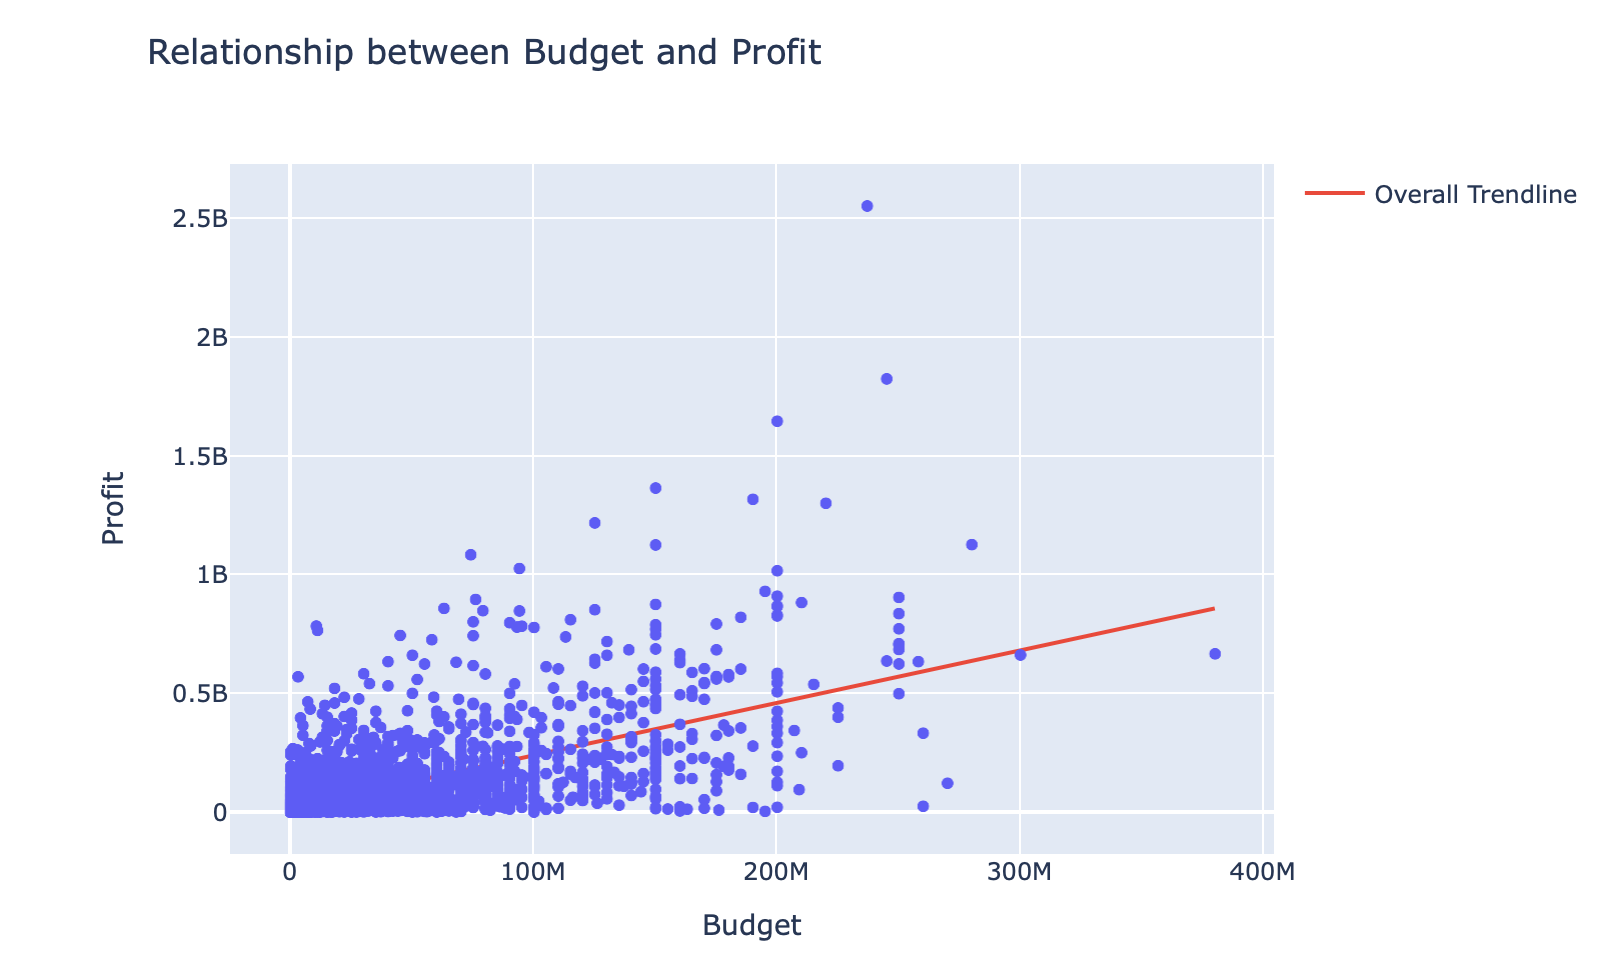 Relationship between Budget and Profit
Overall Trendline
2.5B
2B
1.5B
1B
0.5B
0
Profit
0
100M
200M
300M
400M
Budget